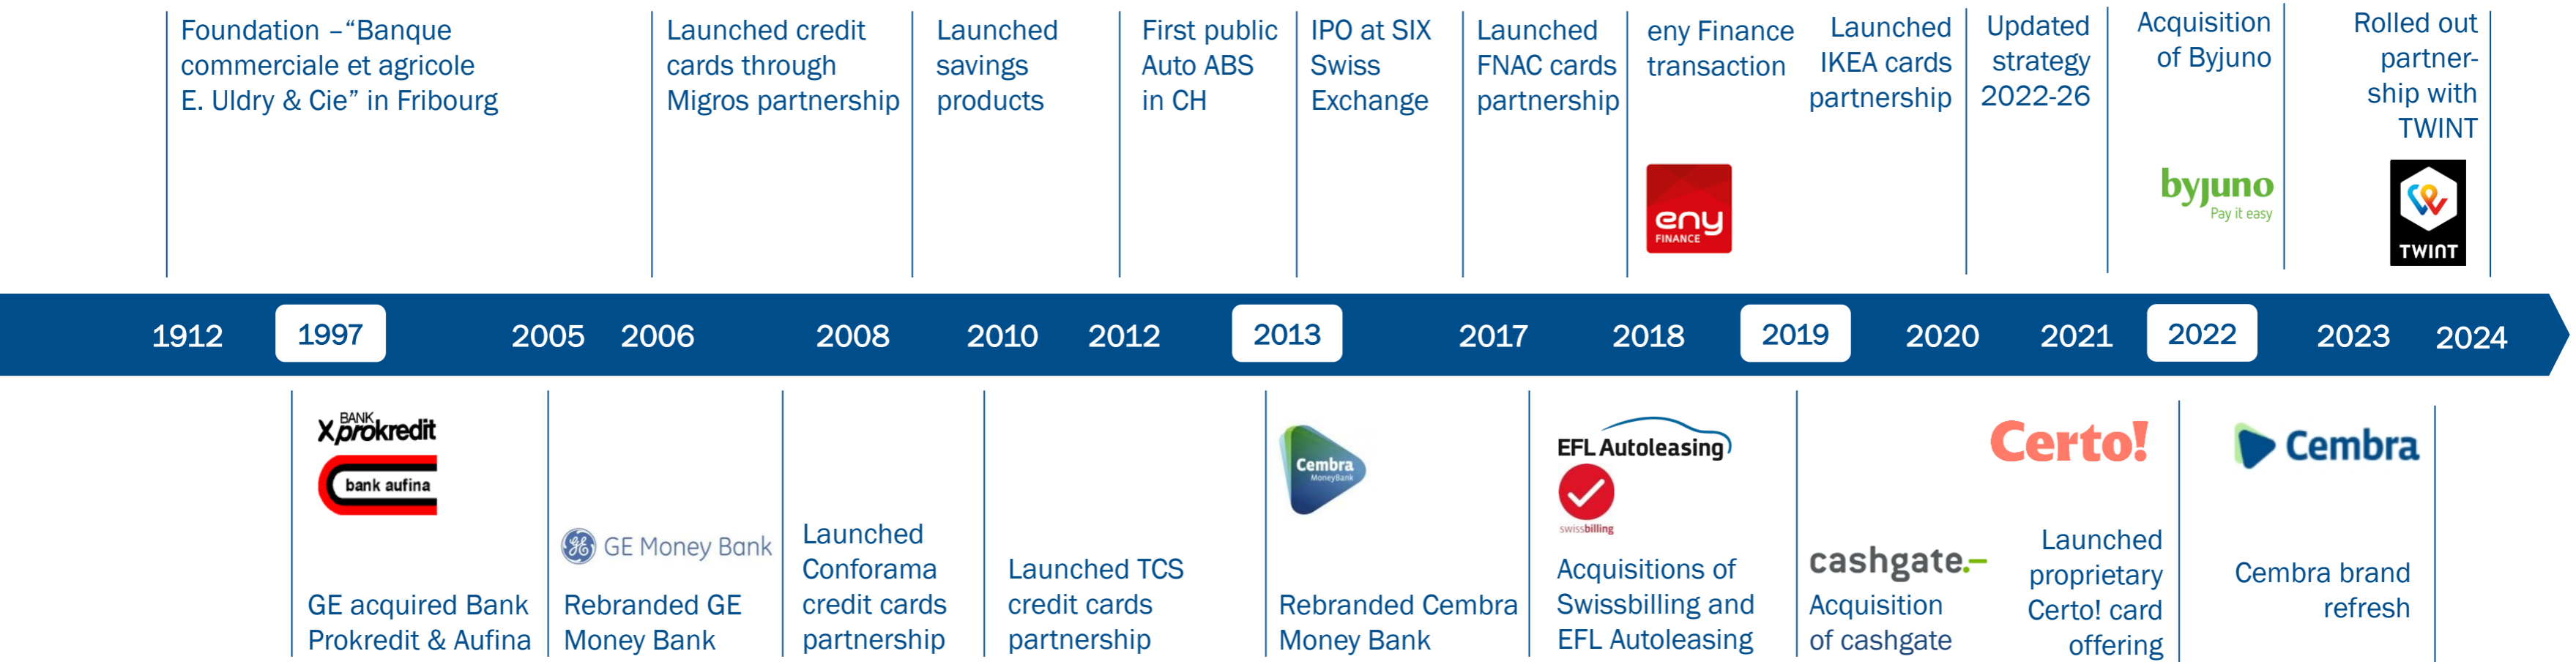 Foundation –“Banque
commerciale et agricole
E. Uldry & Cie” in Fribourg
Launched credit
cards through
Migros partnership
Launched
savings
products
First public
Auto ABS
in CH
IPO at SIX
Swiss
Exchange
Launched
FNAC cards
partnership
eny Finance
transaction
eny
FINANCE
Launched
IKEA cards
partnership
Updated
strategy
2022-26
Acquisition
of Byjuno
byjuno
Pay it easy
Rolled out
partner-
ship with
TWINT
TWINT
1912 1997 2005 2006 2008 2010 2012 2013 2017 2018 2019 2020 2021 2022 2023 2024
BANK
Xprokredit
bank aufina
GE acquired Bank
Prokredit & Aufina
GE GE Money Bank
Rebranded GE
Money Bank
Launched
Conforama
credit cards
partnership
Launched TCS
credit cards
partnership
Cembra
MoneyBank
Rebranded Cembra
Money Bank
EFL Autoleasing
swissbilling
Acquisitions of
Swissbilling and
EFL Autoleasing
cashgate.–
Acquisition
of cashgate
Certo!
Launched
proprietary
Certo! card
offering
Cembra
Cembra brand
refresh